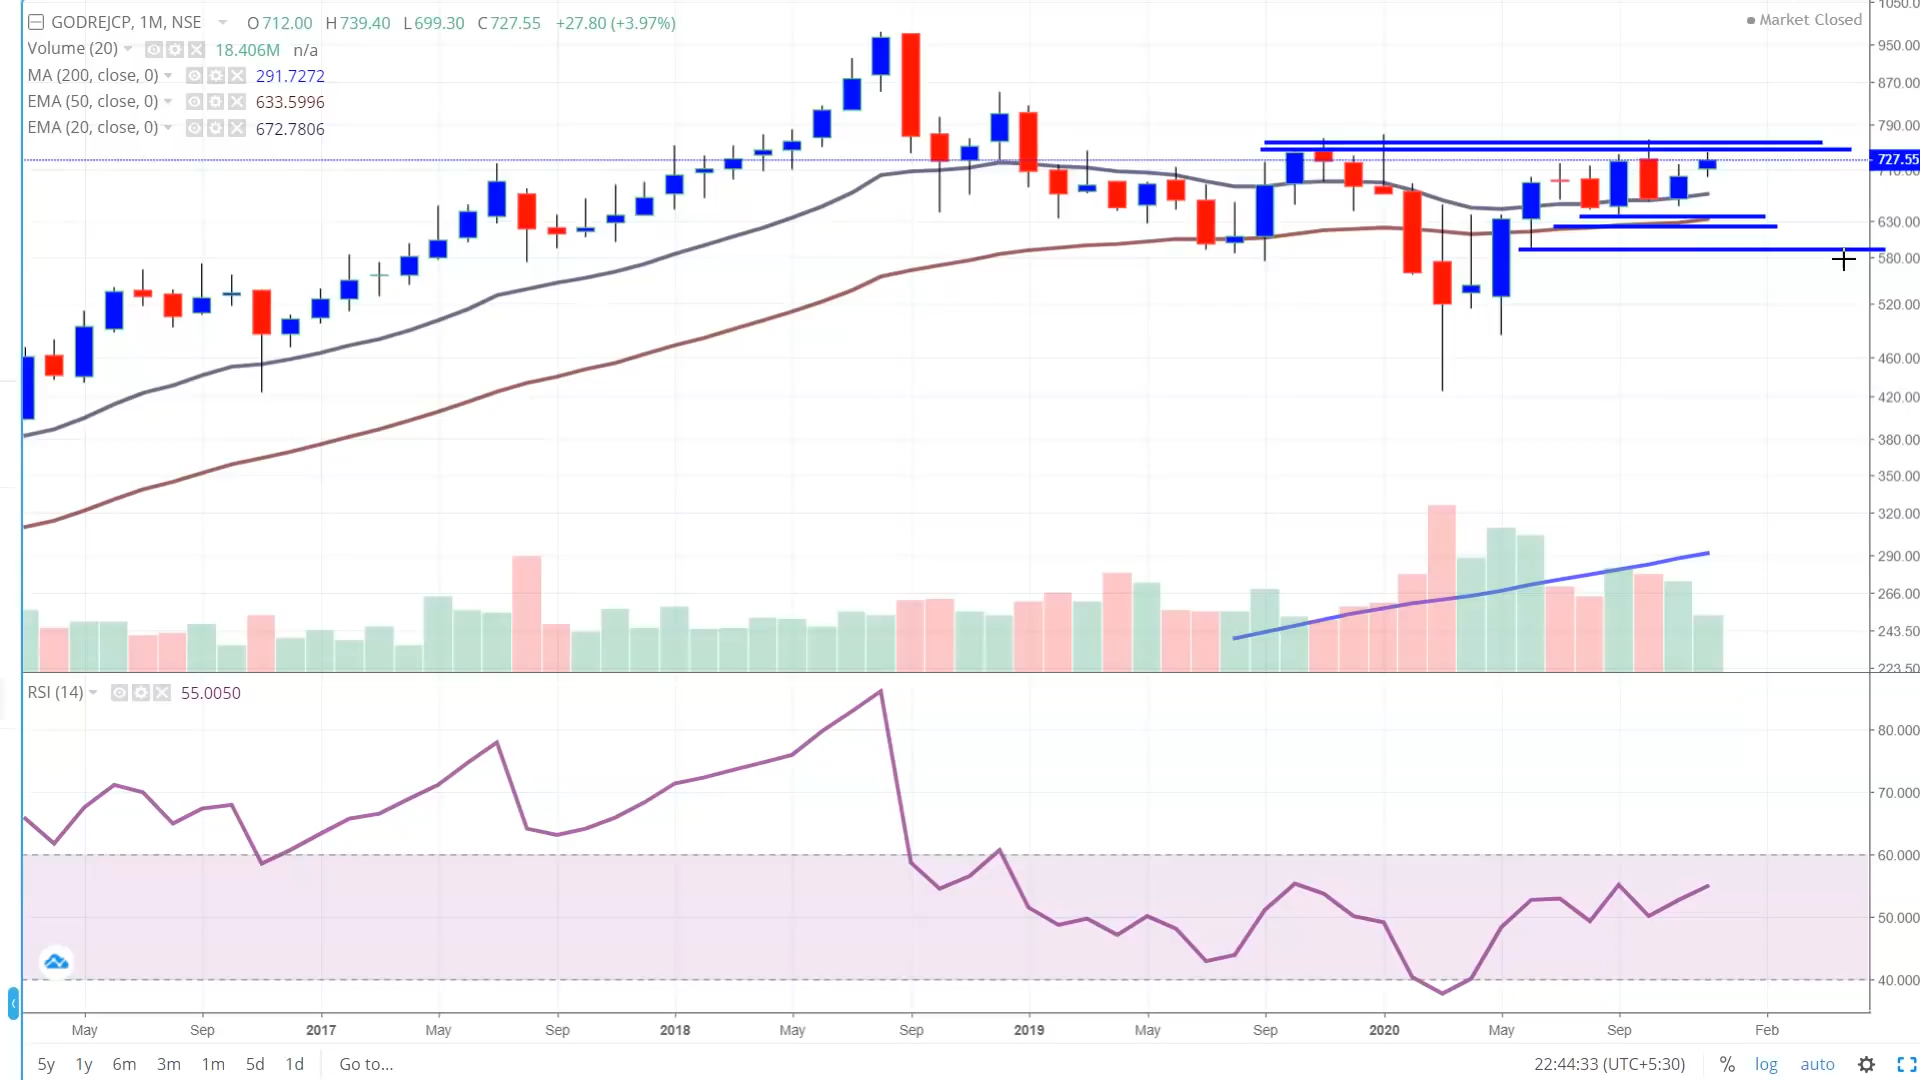 GODREJCP, 1M, NSE O 712.00 H 739.40 L 699.30 C 727.55 +27.80 (+3.97%) Market Closed
Volume (20) 18.406M n/a
MA (200, close, 0) 291.7272
EMA (50, close, 0) 633.5996
EMA (20, close, 0) 672.7806
1050.00
950.00
870.00
790.00
727.55
630.00
580.00
520.00
460.00
420.00
380.00
350.00
320.00
290.00
266.00
243.50
223.50
RSI (14) 55.0050
80.000
70.000
60.000
50.000
40.000
May Sep 2017 May Sep 2018 May Sep 2019 May Sep 2020 May Sep Feb
5y 1y 6m 3m 1m 5d 1d Go to... 22:44:33 (UTC+5:30) % log auto